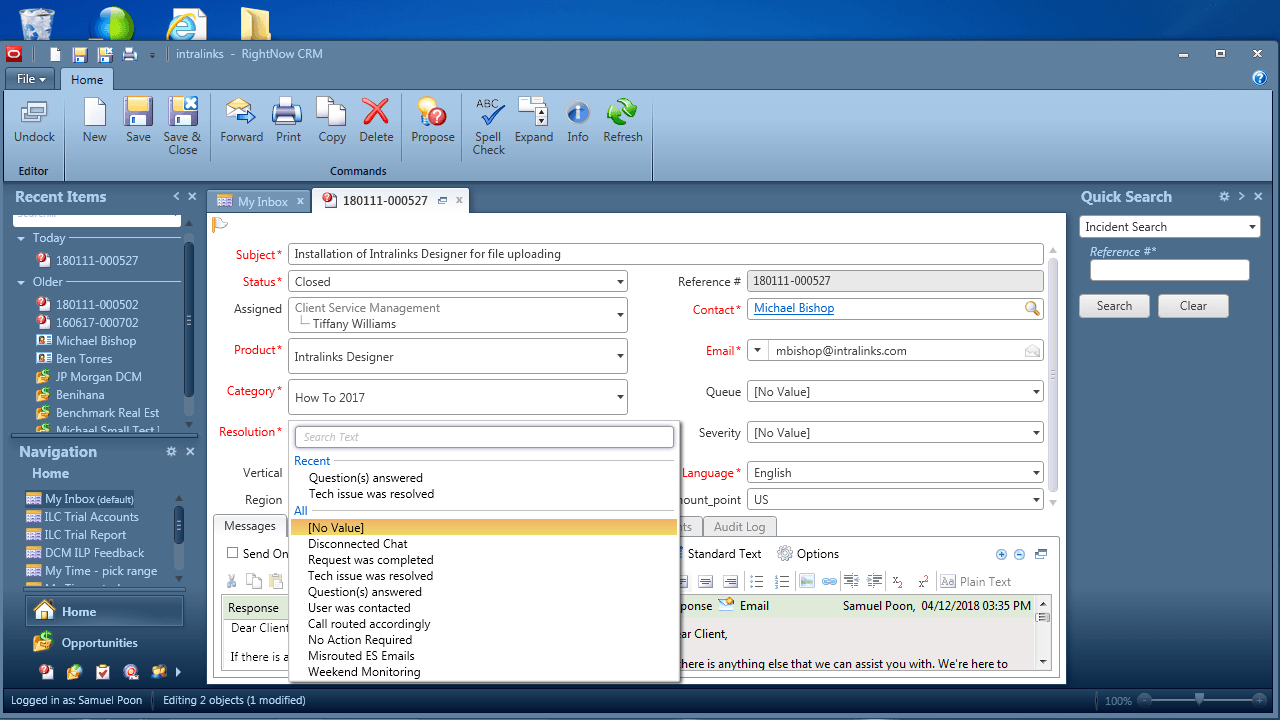 intralinks - RightNow CRM
File
Home
Undock
New
Save
Save & Close
Forward
Print
Copy
Delete
Propose
ABC
Spell Check
Expand
Info
Refresh
Editor
Commands
Recent Items
Today
180111-000527
Older
180111-000502
160617-000702
Michael Bishop
Ben Torres
JP Morgan DCM
Benihana
Benchmark Real Est
Michael Small Test
Navigation
Home
My Inbox (default)
ILC Trial Accounts
ILC Trial Report
DCM ILP Feedback
My Time - pick range
Home
Opportunities
My Inbox
180111-000527
Subject* Installation of Intralinks Designer for file uploading
Status* Closed
Reference # 180111-000527
Assigned Client Service Management
Tiffany Williams
Contact* Michael Bishop
Product* Intralinks Designer
Email* mbishop@intralinks.com
Category* How To 2017
Queue [No Value]
Resolution*
Search Text
Severity [No Value]
Recent
Vertical
Question(s) answered
Language* English
Tech issue was resolved
Region
mount_point US
All
[No Value]
Disconnected Chat
Request was completed
Tech issue was resolved
Question(s) answered
User was contacted
Call routed accordingly
No Action Required
Misrouted ES Emails
Weekend Monitoring
Messages
ts
Audit Log
Send On
Standard Text
Options
Plain Text
Response
ponse Email Samuel Poon, 04/12/2018 03:35 PM
Dear Client
ar Client,
If there is a
here is anything else that we can assist you with. We're here to
Quick Search
Incident Search
Reference #*
Search
Clear
Logged in as: Samuel Poon
Editing 2 objects (1 modified)
100%